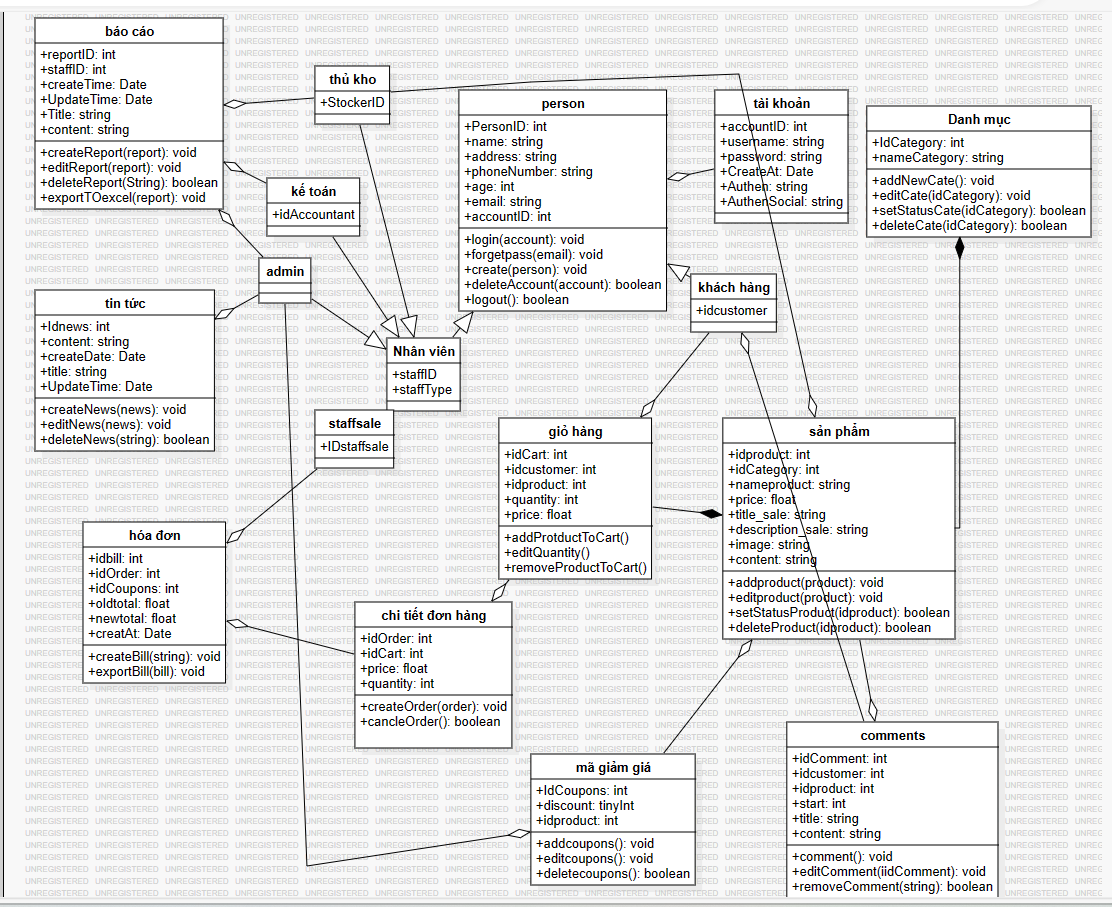 báo cáo
+reportID: int
+staffID: int
+createTime: Date
+UpdateTime: Date
+Title: string
+content: string
+createReport(report): void
+editReport(report): void
+deleteReport(String): boolean
+exportTOexcel(report): void
thủ kho
+StockerID
kế toán
+idAccountant
admin
person
+PersonID: int
+name: string
+address: string
+phoneNumber: string
+age: int
+email: string
+accountID: int
+login(account): void
+forgetpass(email): void
+create(person): void
+deleteAccount(account): boolean
+logout(): boolean
tài khoản
+accountID: int
+username: string
+password: string
+CreateAt: Date
+Authen: string
+AuthenSocial: string
Danh mục
+IdCategory: int
+nameCategory: string
+addNewCate(): void
+editCate(idCategory): void
+setStatusCate(idCategory): boolean
+deleteCate(idCategory): boolean
khách hàng
+idcustomer
tin tức
+Idnews: int
+content: string
+createDate: Date
+title: string
+UpdateTime: Date
+createNews(news): void
+editNews(news): void
+deleteNews(string): boolean
Nhân viên
+staffID
+staffType
staffsale
+IDstaffsale
giỏ hàng
+idCart: int
+idcustomer: int
+idproduct: int
+quantity: int
+price: float
+addProtductToCart()
+editQuantity()
+removeProductToCart()
sản phẩm
+idproduct: int
+idCategory: int
+nameproduct: string
+price: float
+title_sale: string
+description_sale: string
+image: string
+content: string
+addproduct(product): void
+editproduct(product): void
+setStatusProduct(idproduct): boolean
+deleteProduct(idproduct): boolean
hóa đơn
+idbill: int
+idOrder: int
+idCoupons: int
+oldtotal: float
+newtotal: float
+creatAt: Date
+createBill(string): void
+exportBill(bill): void
chi tiết đơn hàng
+idOrder: int
+idCart: int
+price: float
+quantity: int
+createOrder(order): void
+cancleOrder(): boolean
mã giảm giá
+IdCoupons: int
+discount: tinyInt
+idproduct: int
+addcoupons(): void
+editcoupons(): void
+deletecoupons(): boolean
comments
+idComment: int
+idcustomer: int
+idproduct: int
+start: int
+title: string
+content: string
+comment(): void
+editComment(iidComment): void
+removeComment(string): boolean